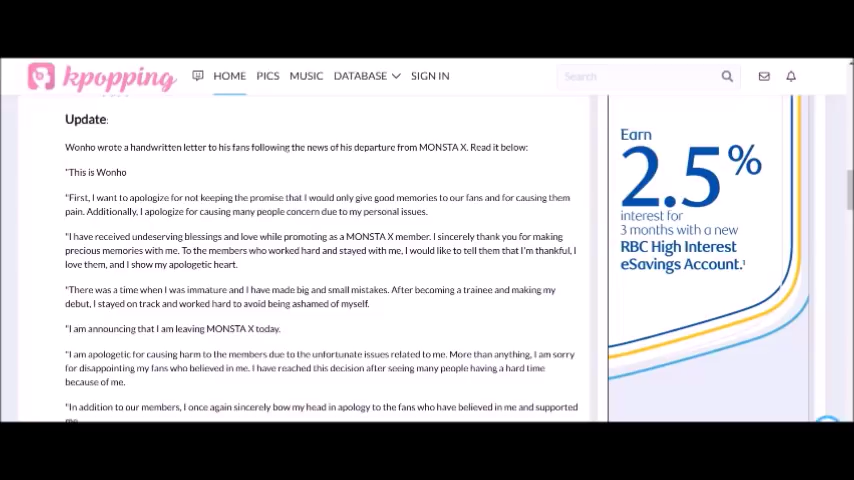 kpopping
HOME PICS MUSIC DATABASE SIGN IN
Search
Update:
Wonho wrote a handwritten letter to his fans following the news of his departure from MONSTA X. Read it below:
"This is Wonho
"First, I want to apologize for not keeping the promise that I would only give good memories to our fans and for causing them
pain. Additionally, I apologize for causing many people concern due to my personal issues.
"I have received undeserving blessings and love while promoting as a MONSTA X member. I sincerely thank you for making
precious memories with me. To the members who worked hard and stayed with me, I would like to tell them that I'm thankful, I
love them, and I show my apologetic heart.
"There was a time when I was immature and I have made big and small mistakes. After becoming a trainee and making my
debut, I stayed on track and worked hard to avoid being ashamed of myself.
"I am announcing that I am leaving MONSTA X today.
"I am apologetic for causing harm to the members due to the unfortunate issues related to me. More than anything, I am sorry
for disappointing my fans who believed in me. I have reached this decision after seeing many people having a hard time
because of me.
"In addition to our members, I once again sincerely bow my head in apology to the fans who have believed in me and supported
me
Earn
2.5%
interest for
3 months with a new
RBC High Interest
eSavings Account.¹